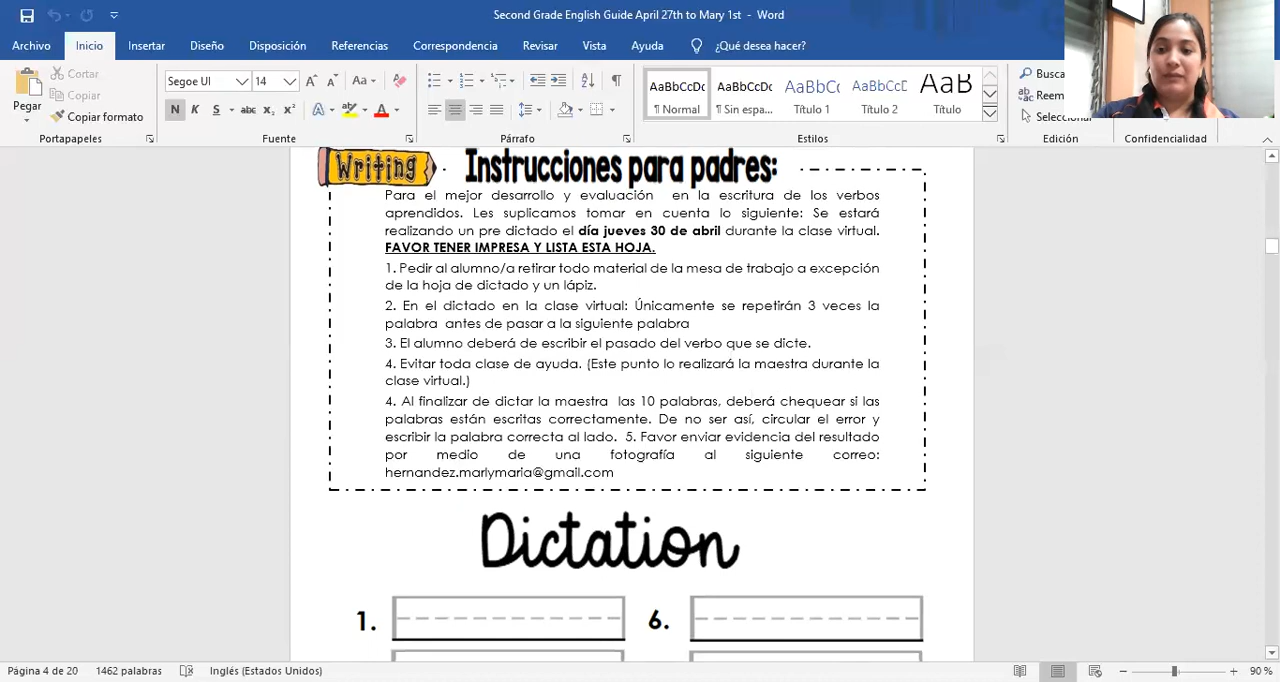 Second Grade English Guide April 27th to Mary 1st - Word
Archivo Inicio Insertar Diseño Disposición Referencias Correspondencia Revisar Vista Ayuda ¿Qué desea hacer?
Pegar
Cortar
Copiar
Copiar formato
Segoe UI 14
N K S abc x₂ x²
AaBbCcDc AaBbCcDc AaBbC AaBbCcD AaB
¶ Normal ¶ Sin espa... Título 1 Título 2 Título
Busca
Reem
Seleccionar
Portapapeles Fuente Párrafo Estilos Edición Confidencialidad
Writing Instrucciones para padres:
Para el mejor desarrollo y evaluación en la escritura de los verbos
aprendidos. Les suplicamos tomar en cuenta lo siguiente: Se estará
realizando un pre dictado el día jueves 30 de abril durante la clase virtual.
FAVOR TENER IMPRESA Y LISTA ESTA HOJA.
1. Pedir al alumno/a retirar todo material de la mesa de trabajo a excepción
de la hoja de dictado y un lápiz.
2. En el dictado en la clase virtual: Únicamente se repetirán 3 veces la
palabra antes de pasar a la siguiente palabra
3. El alumno deberá de escribir el pasado del verbo que se dicte.
4. Evitar toda clase de ayuda. (Este punto lo realizará la maestra durante la
clase virtual.)
4. Al finalizar de dictar la maestra las 10 palabras, deberá chequear si las
palabras están escritas correctamente. De no ser así, circular el error y
escribir la palabra correcta al lado. 5. Favor enviar evidencia del resultado
por medio de una fotografía al siguiente correo:
hernandez.marlymaria@gmail.com
Dictation
1. 6.
Página 4 de 20 1462 palabras Inglés (Estados Unidos) 90 %